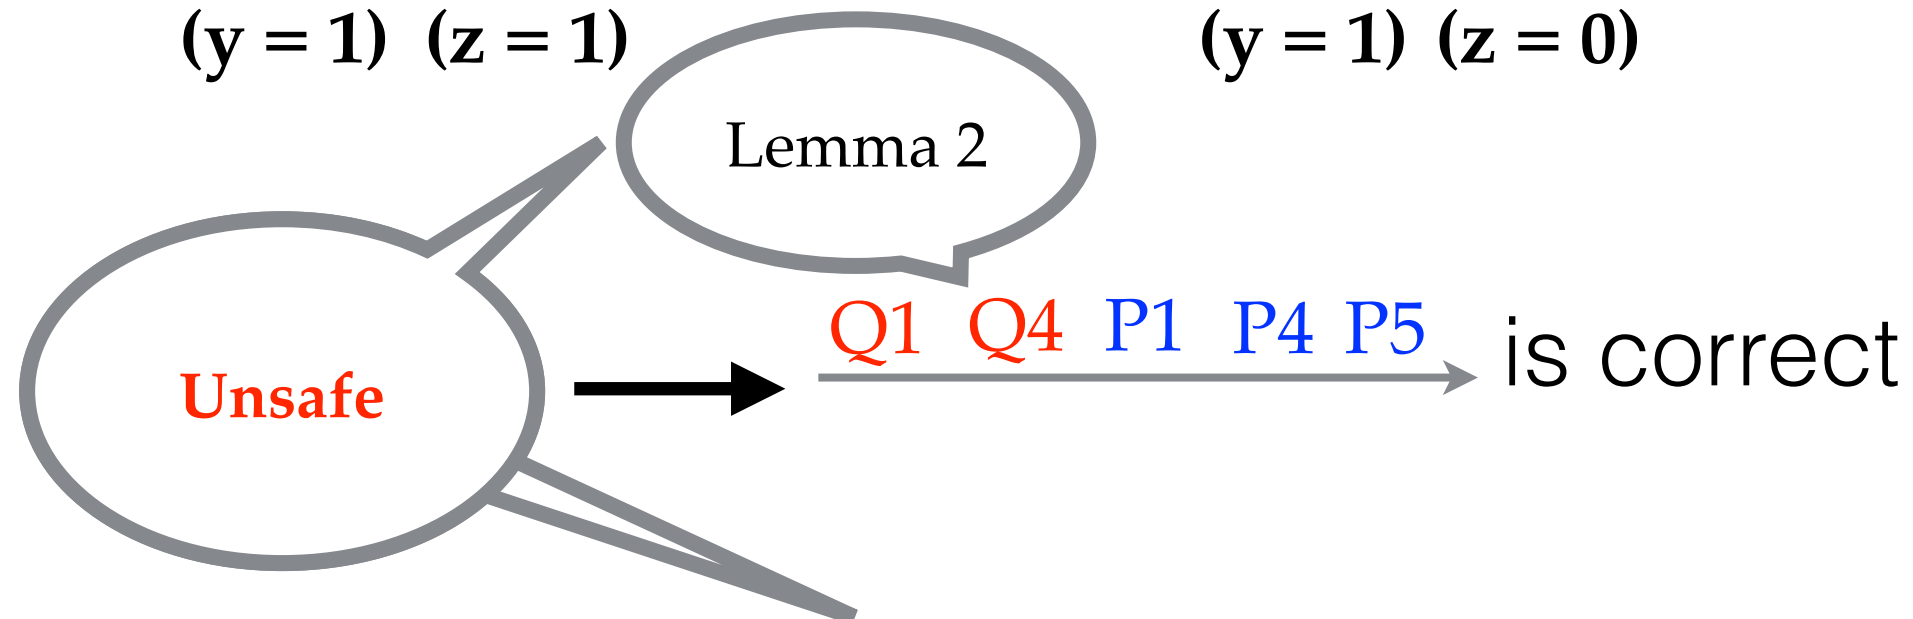 (y = 1) (z = 1) (y = 1) (z = 0)
Lemma 2
Q1 Q4 P1 P4 P5 is correct
Unsafe